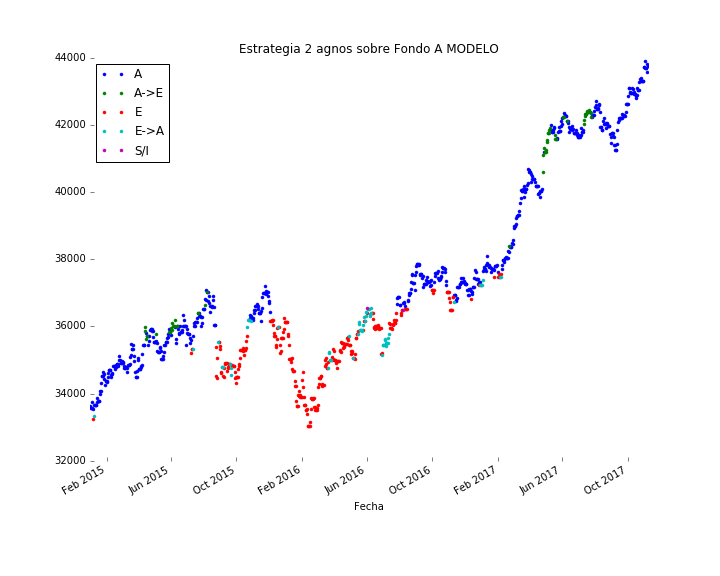 Estrategia 2 agnos sobre Fondo A MODELO
44000
42000
40000
38000
36000
34000
32000
A
A->E
E
E->A
S/I
Feb 2015
Jun 2015
Oct 2015
Feb 2016
Jun 2016
Oct 2016
Feb 2017
Jun 2017
Oct 2017
Fecha